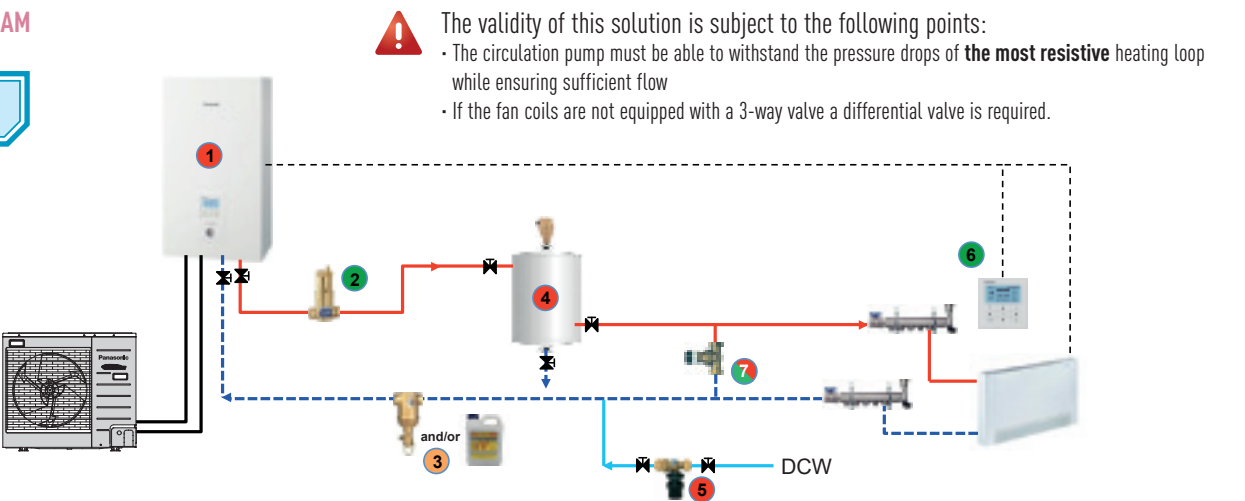 AM
The validity of this solution is subject to the following points:
· The circulation pump must be able to withstand the pressure drops of the most resistive heating loop
while ensuring sufficient flow
· If the fan coils are not equipped with a 3-way valve a differential valve is required.
1
2
6
4
7
Panasonic
and/or
3
DCW
5